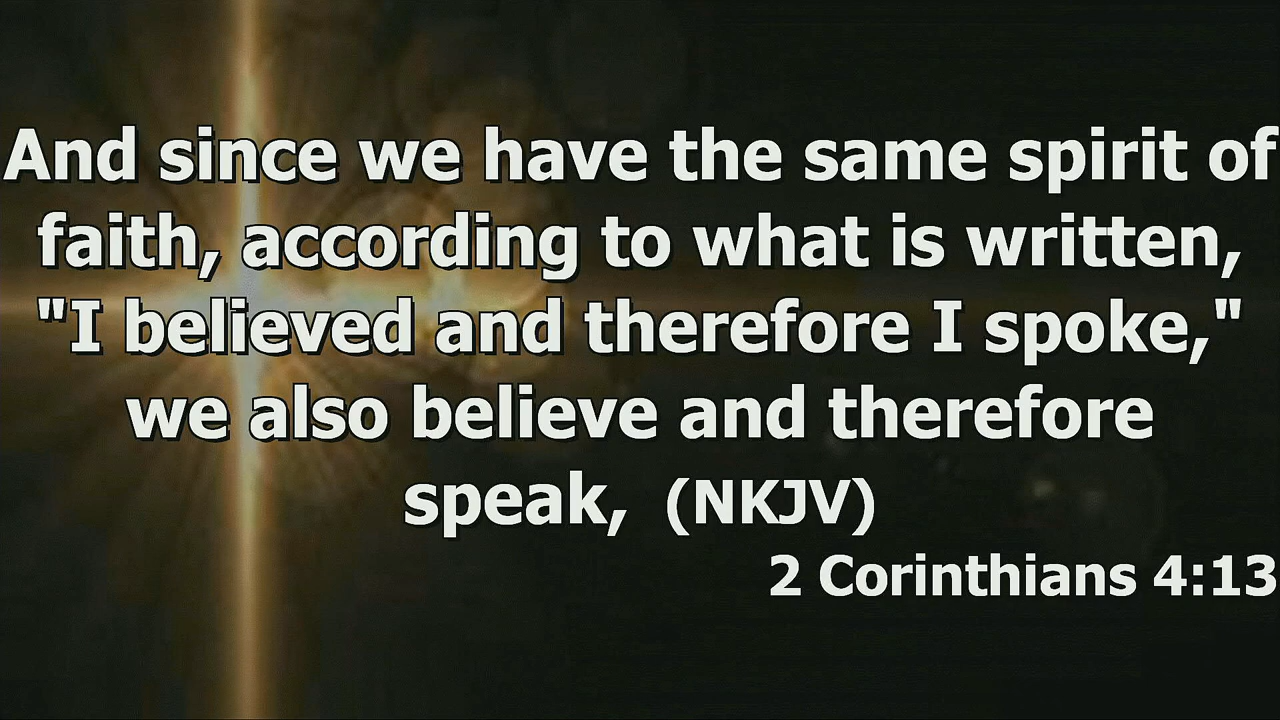 And since we have the same spirit of
faith, according to what is written,
"I believed and therefore I spoke,"
we also believe and therefore
speak, (NKJV)
2 Corinthians 4:13